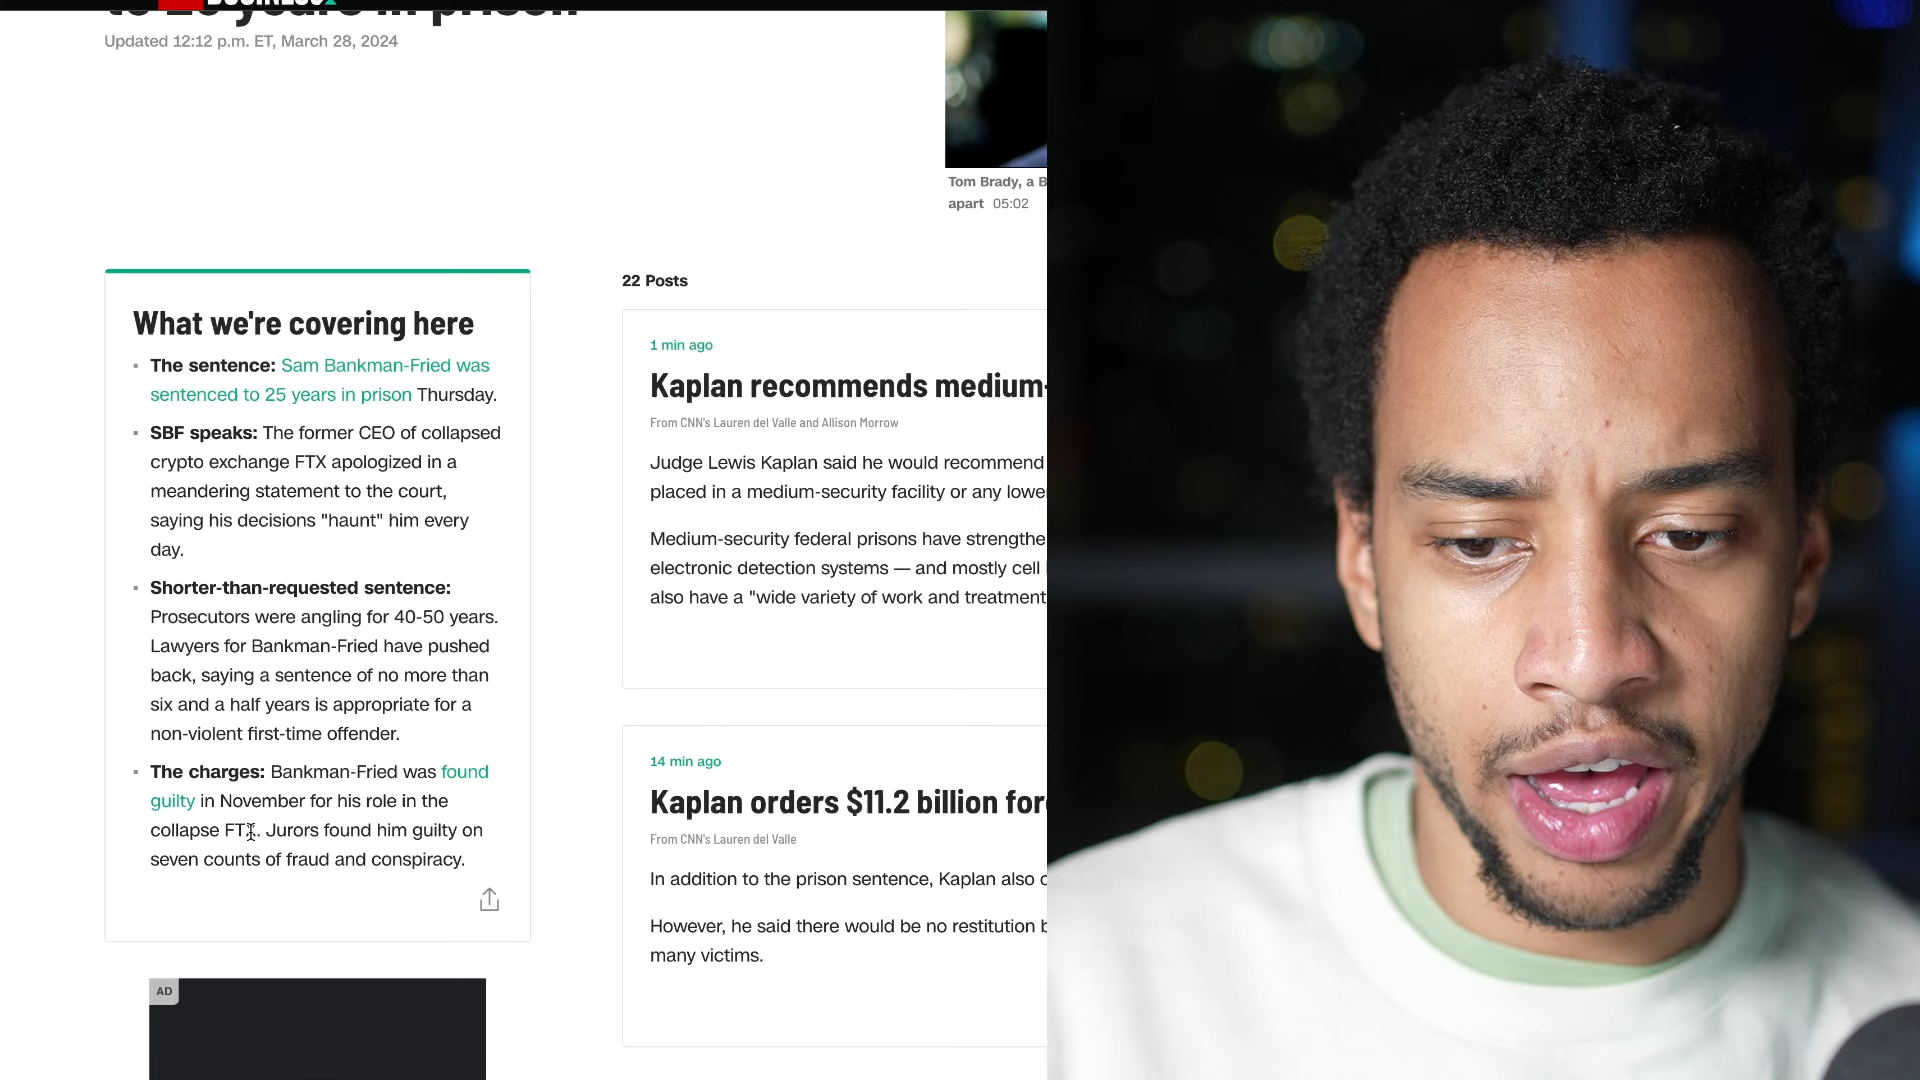 BUSINESS
to 25 years in prison
Updated 12:12 p.m. ET, March 28, 2024
Tom Brady, a B
apart 05:02
What we're covering here
▪ The sentence: Sam Bankman-Fried was
sentenced to 25 years in prison Thursday.
▪ SBF speaks: The former CEO of collapsed
crypto exchange FTX apologized in a
meandering statement to the court,
saying his decisions "haunt" him every
day.
▪ Shorter-than-requested sentence:
Prosecutors were angling for 40-50 years.
Lawyers for Bankman-Fried have pushed
back, saying a sentence of no more than
six and a half years is appropriate for a
non-violent first-time offender.
▪ The charges: Bankman-Fried was found
guilty in November for his role in the
collapse FTX. Jurors found him guilty on
seven counts of fraud and conspiracy.
AD
22 Posts
1 min ago
Kaplan recommends medium-
From CNN's Lauren del Valle and Allison Morrow
Judge Lewis Kaplan said he would recommend
placed in a medium-security facility or any lowe
Medium-security federal prisons have strengthe
electronic detection systems — and mostly cell
also have a "wide variety of work and treatment
14 min ago
Kaplan orders $11.2 billion for
From CNN's Lauren del Valle
In addition to the prison sentence, Kaplan also o
However, he said there would be no restitution b
many victims.